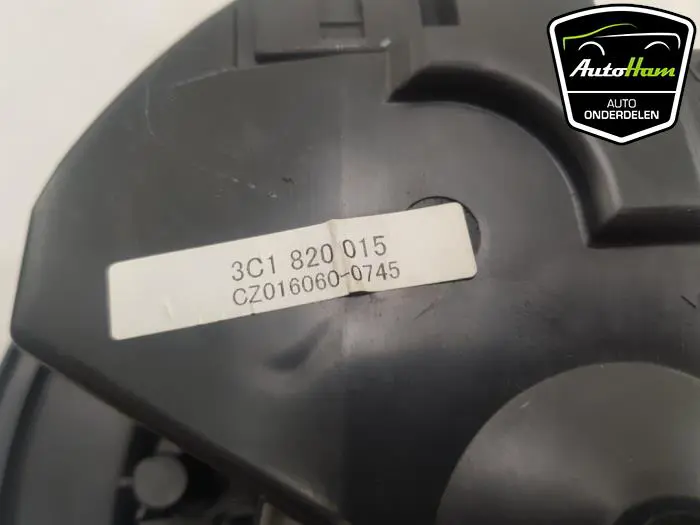 AutoHam
AUTO
ONDERDELEN
3C1 820 015
CZ016060-0745